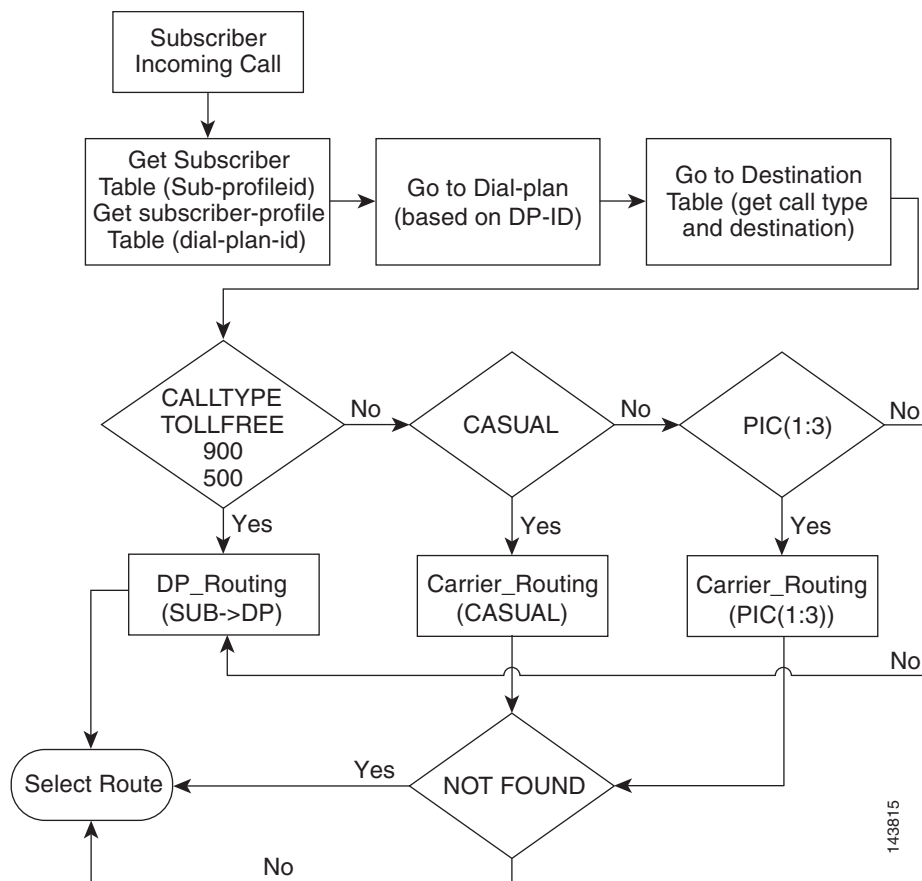 Subscriber
Incoming Call
Get Subscriber
Table (Sub-profileid)
Get subscriber-profile
Table (dial-plan-id)
Go to Dial-plan
(based on DP-ID)
Go to Destination
Table (get call type
and destination)
CALLTYPE
TOLLFREE
900
500
No
CASUAL
No
PIC(1:3)
No
Yes
Yes
Yes
DP_Routing
(SUB->DP)
Carrier_Routing
(CASUAL)
Carrier_Routing
(PIC(1:3))
No
Select Route
Yes
NOT FOUND
No
143815